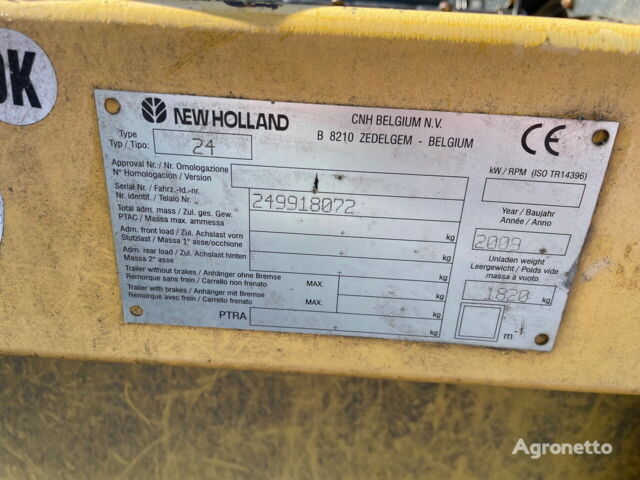 OK
NEW HOLLAND
CNH BELGIUM N.V.
B 8210 ZEDELGEM - BELGIUM
CE
Type
Typ / Tipo:
24
Approval Nr. / Nr. Omologazione
N° Homologacion / Version
kW / RPM (ISO TR14396)
Serial Nr. / Fahrz.-Id.-nr.
Nr. identif. / Telaio Nr.
249918072
Total adm. mass / Zul. ges. Gew.
PTAC / Massa max. ammessa
kg
Year / Baujahr
Année / Anno
2009
Adm. front load / Zul. Achslast vorn
Stutzlast / Massa 1° asse/occhione
kg
Adm. rear load / Zul. Achslast hinten
Massa 2° asse
kg
Unladen weight
Leergewicht / Poids vide
massa à vuoto
1820 kg
Trailer without brakes / Anhänger ohne Bremse
Remorque sans frein / Carrello non frenato
MAX.
kg
Trailer with brakes / Anhänger mit Bremse
Remorque avec frein / Carrello frenato
MAX.
kg
PTRA
kg
m⁻¹
Agronetto